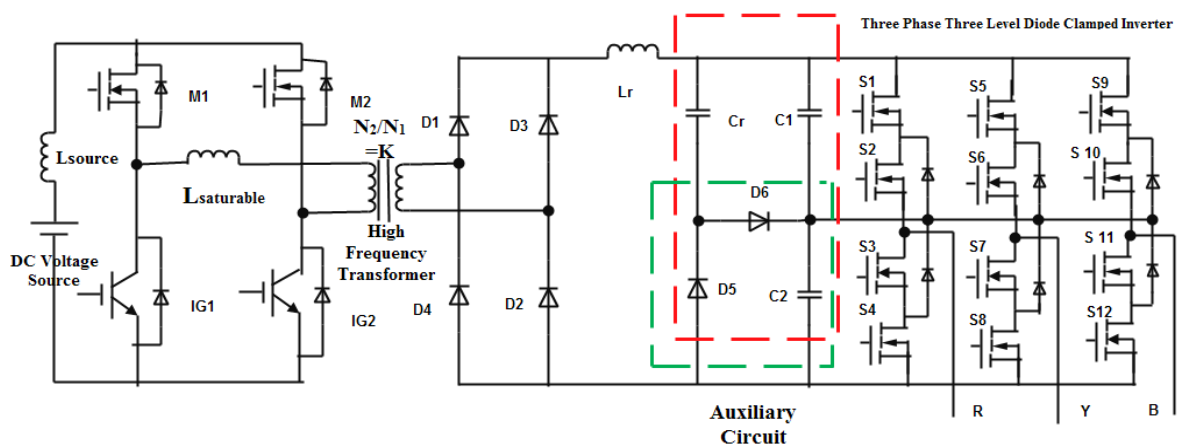 Three Phase Three Level Diode Clamped Inverter
M1
M2
N2/N1
=K
Lsource
Lsaturable
DC Voltage
Source
High
Frequency
Transformer
IG1
IG2
D1
D3
D4
D2
Lr
Cr
C1
D6
D5
C2
Auxiliary
Circuit
S1
S2
S3
S4
S5
S6
S7
S8
S9
S 10
S 11
S12
R
Y
B